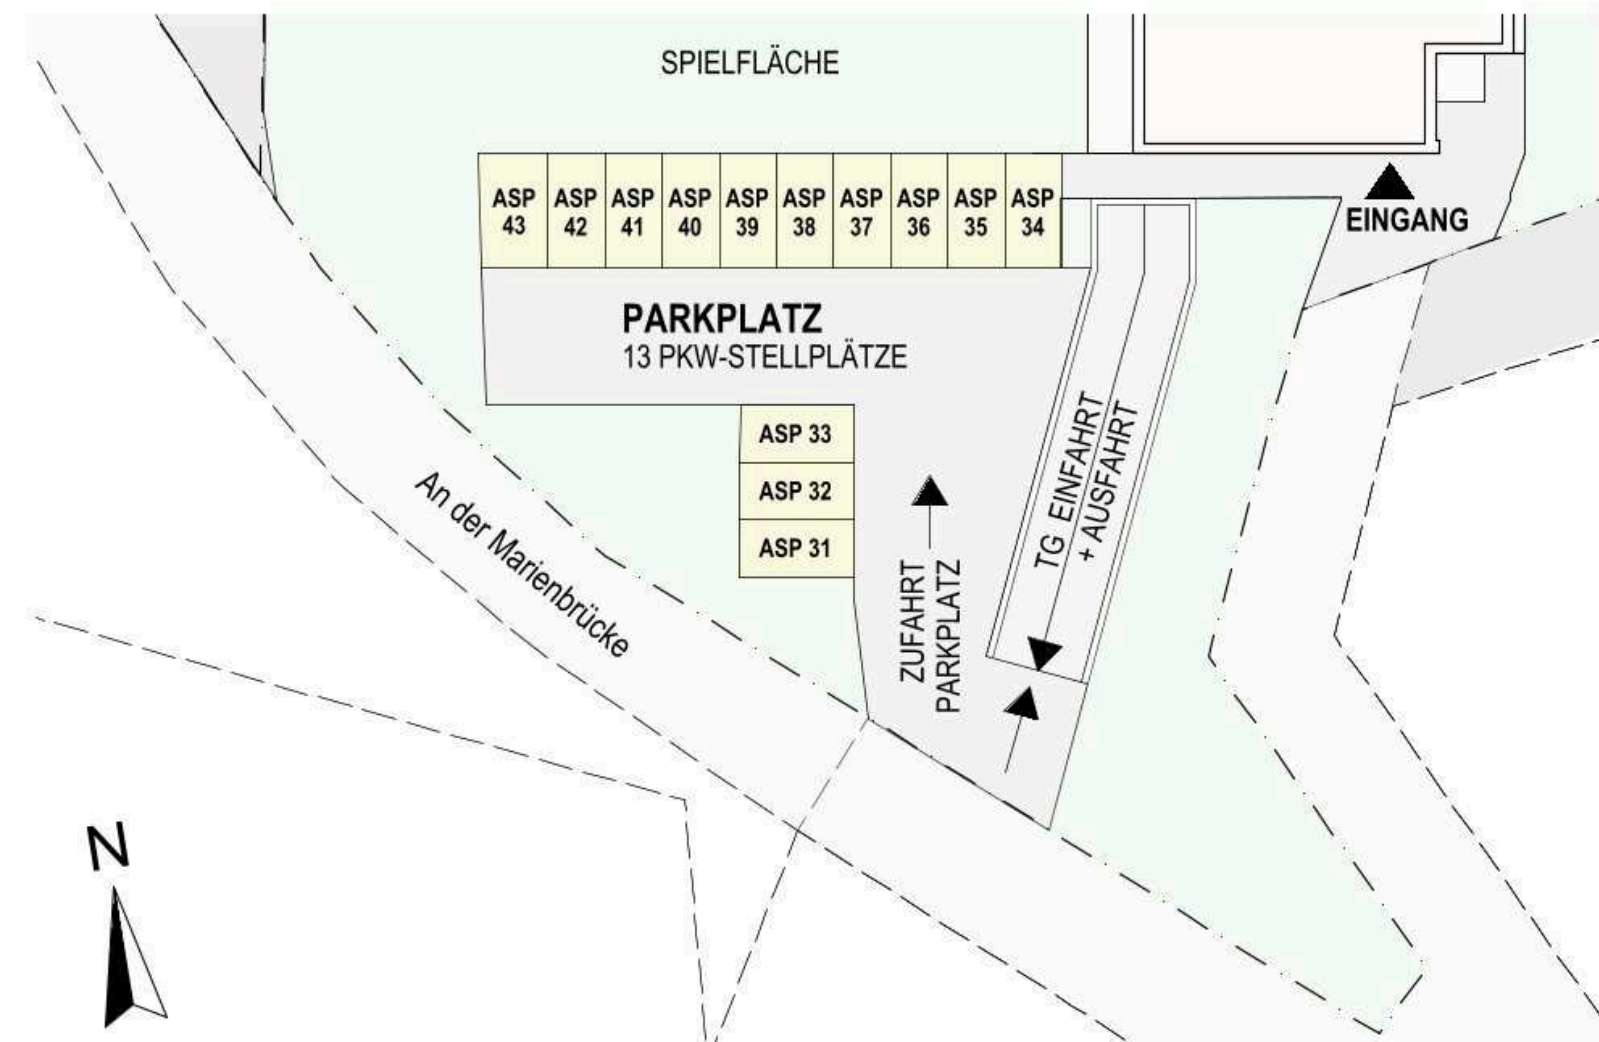 SPIELFLÄCHE
ASP 43
ASP 42
ASP 41
ASP 40
ASP 39
ASP 38
ASP 37
ASP 36
ASP 35
ASP 34
EINGANG
PARKPLATZ
13 PKW-STELLPLÄTZE
ASP 33
ASP 32
ASP 31
An der Marienbrücke
ZUFAHRT
PARKPLATZ
TG EINFAHRT
+ AUSFAHRT
N